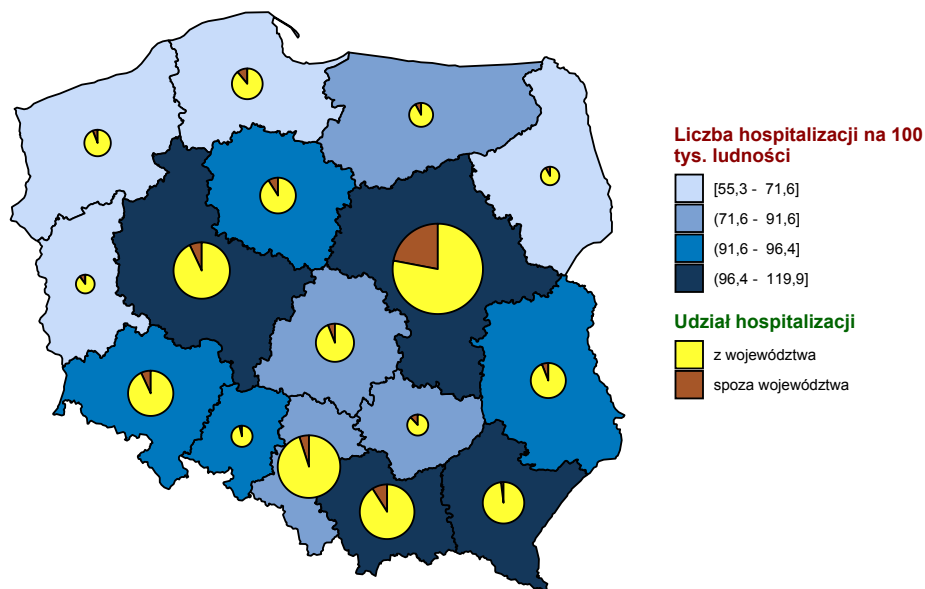 Liczba hospitalizacji na 100
tys. ludności
[55,3 - 71,6]
(71,6 - 91,6]
(91,6 - 96,4]
(96,4 - 119,9]
Udział hospitalizacji
z województwa
spoza województwa